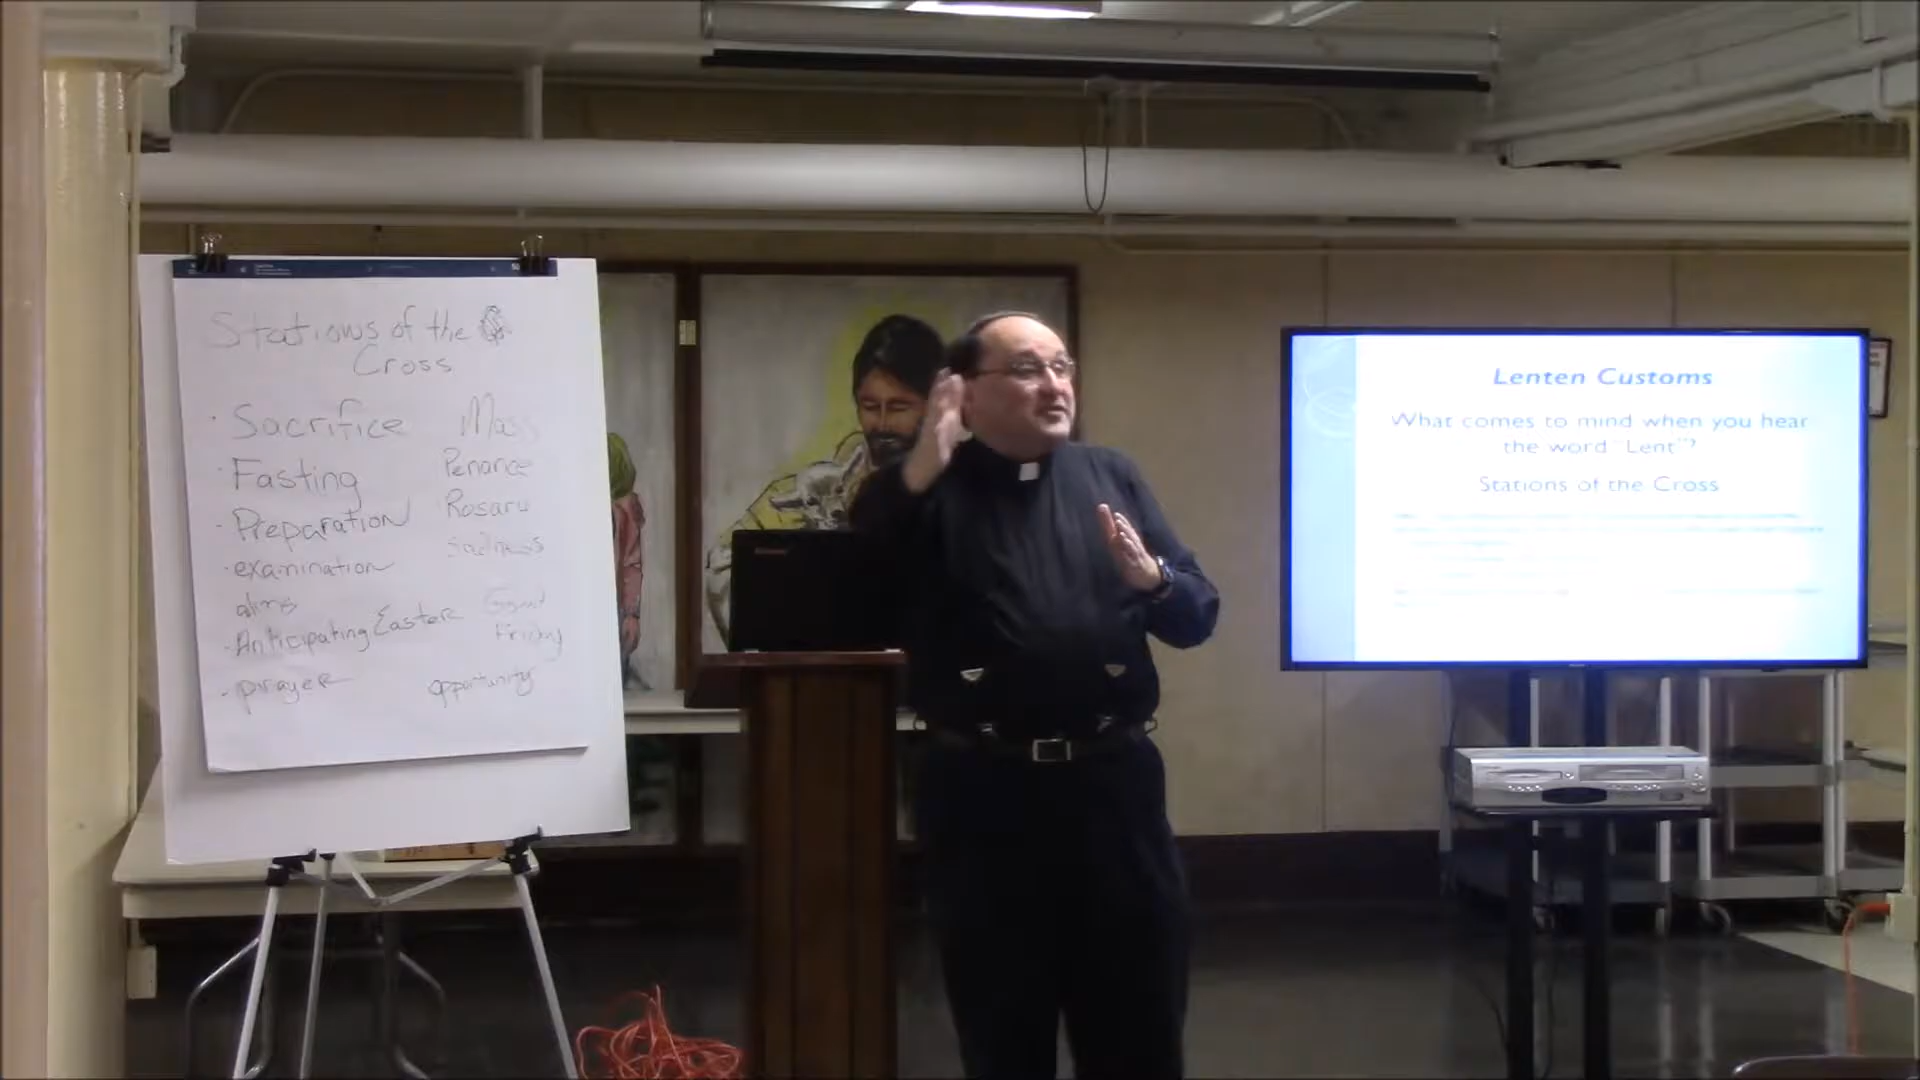 Stations of the
Cross
· Sacrifice
· Fasting
· Preparation
· examination
alms
· Anticipating Easter
· prayer
Mass
Penance
Rosary
Sadness
Good
Friday
opportunity
Lenten Customs
What comes to mind when you hear
the word "Lent"?
Stations of the Cross